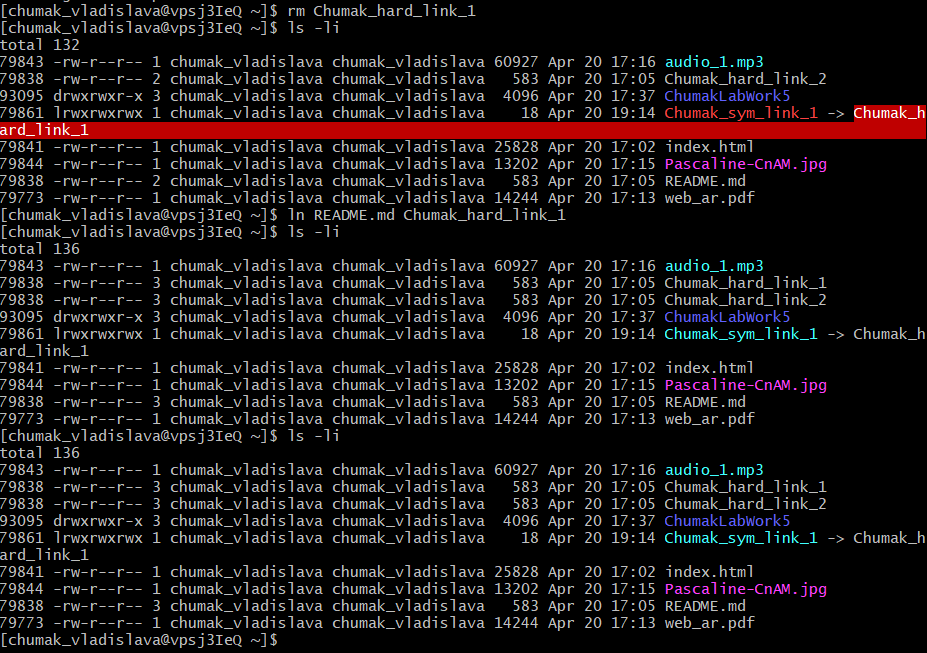 [chumak_vladislava@vpsj3IeQ ~]$ rm Chumak_hard_link_1
[chumak_vladislava@vpsj3IeQ ~]$ ls -li
total 132
79843 -rw-r--r-- 1 chumak_vladislava chumak_vladislava 60927 Apr 20 17:16 audio_1.mp3
79838 -rw-r--r-- 2 chumak_vladislava chumak_vladislava   583 Apr 20 17:05 Chumak_hard_link_2
93095 drwxrwxr-x 3 chumak_vladislava chumak_vladislava  4096 Apr 20 17:37 ChumakLabWork5
79861 lrwxrwxrwx 1 chumak_vladislava chumak_vladislava    18 Apr 20 19:14 Chumak_sym_link_1 -> Chumak_h
ard_link_1
79841 -rw-r--r-- 1 chumak_vladislava chumak_vladislava 25828 Apr 20 17:02 index.html
79844 -rw-r--r-- 1 chumak_vladislava chumak_vladislava 13202 Apr 20 17:15 Pascaline-CnAM.jpg
79838 -rw-r--r-- 2 chumak_vladislava chumak_vladislava   583 Apr 20 17:05 README.md
79773 -rw-r--r-- 1 chumak_vladislava chumak_vladislava 14244 Apr 20 17:13 web_ar.pdf
[chumak_vladislava@vpsj3IeQ ~]$ ln README.md Chumak_hard_link_1
[chumak_vladislava@vpsj3IeQ ~]$ ls -li
total 136
79843 -rw-r--r-- 1 chumak_vladislava chumak_vladislava 60927 Apr 20 17:16 audio_1.mp3
79838 -rw-r--r-- 3 chumak_vladislava chumak_vladislava   583 Apr 20 17:05 Chumak_hard_link_1
79838 -rw-r--r-- 3 chumak_vladislava chumak_vladislava   583 Apr 20 17:05 Chumak_hard_link_2
93095 drwxrwxr-x 3 chumak_vladislava chumak_vladislava  4096 Apr 20 17:37 ChumakLabWork5
79861 lrwxrwxrwx 1 chumak_vladislava chumak_vladislava    18 Apr 20 19:14 Chumak_sym_link_1 -> Chumak_h
ard_link_1
79841 -rw-r--r-- 1 chumak_vladislava chumak_vladislava 25828 Apr 20 17:02 index.html
79844 -rw-r--r-- 1 chumak_vladislava chumak_vladislava 13202 Apr 20 17:15 Pascaline-CnAM.jpg
79838 -rw-r--r-- 3 chumak_vladislava chumak_vladislava   583 Apr 20 17:05 README.md
79773 -rw-r--r-- 1 chumak_vladislava chumak_vladislava 14244 Apr 20 17:13 web_ar.pdf
[chumak_vladislava@vpsj3IeQ ~]$ ls -li
total 136
79843 -rw-r--r-- 1 chumak_vladislava chumak_vladislava 60927 Apr 20 17:16 audio_1.mp3
79838 -rw-r--r-- 3 chumak_vladislava chumak_vladislava   583 Apr 20 17:05 Chumak_hard_link_1
79838 -rw-r--r-- 3 chumak_vladislava chumak_vladislava   583 Apr 20 17:05 Chumak_hard_link_2
93095 drwxrwxr-x 3 chumak_vladislava chumak_vladislava  4096 Apr 20 17:37 ChumakLabWork5
79861 lrwxrwxrwx 1 chumak_vladislava chumak_vladislava    18 Apr 20 19:14 Chumak_sym_link_1 -> Chumak_h
ard_link_1
79841 -rw-r--r-- 1 chumak_vladislava chumak_vladislava 25828 Apr 20 17:02 index.html
79844 -rw-r--r-- 1 chumak_vladislava chumak_vladislava 13202 Apr 20 17:15 Pascaline-CnAM.jpg
79838 -rw-r--r-- 3 chumak_vladislava chumak_vladislava   583 Apr 20 17:05 README.md
79773 -rw-r--r-- 1 chumak_vladislava chumak_vladislava 14244 Apr 20 17:13 web_ar.pdf
[chumak_vladislava@vpsj3IeQ ~]$